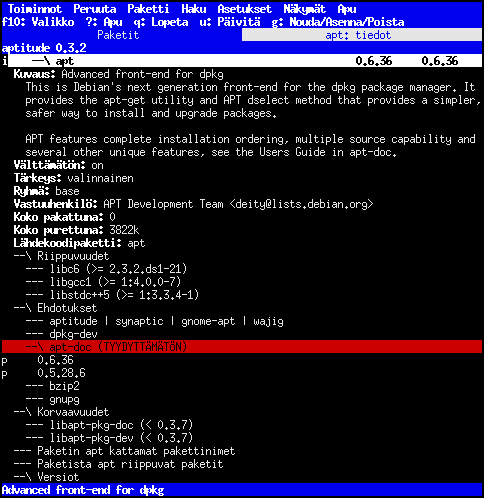 Toiminnot Peruuta Paketti Haku Asetukset Näkymät Apu
f10: Valikko ?: Apu q: Lopeta u: Päivitä g: Nouda/Asenna/Poista
Paketit apt: tiedot
aptitude 0.3.2
i --\ apt 0.6.36 0.6.36
Kuvaus: Advanced front-end for dpkg
This is Debian's next generation front-end for the dpkg package manager. It
provides the apt-get utility and APT dselect method that provides a simpler,
safer way to install and upgrade packages.
APT features complete installation ordering, multiple source capability and
several other unique features, see the Users Guide in apt-doc.
Välttämätön: on
Tärkeys: valinnainen
Ryhmä: base
Vastuuhenkilö: APT Development Team <deity@lists.debian.org>
Koko pakattuna: 0
Koko purettuna: 3822k
Lähdekoodipaketti: apt
--\ Riippuvuudet
--- libc6 (>= 2.3.2.ds1-21)
--- libgcc1 (>= 1:4.0.0-7)
--- libstdc++5 (>= 1:3.3.4-1)
--\ Ehdotukset
--- aptitude | synaptic | gnome-apt | wajig
--- dpkg-dev
--\ apt-doc (TYYDYTTÄMÄTöN)
p 0.6.36
p 0.5.28.6
--- bzip2
--- gnupg
--\ Korvaavuudet
--- libapt-pkg-doc (< 0.3.7)
--- libapt-pkg-dev (< 0.3.7)
--- Paketin apt kattamat pakettinimet
--- Paketista apt riippuvat paketit
--\ Versiot
Advanced front-end for dpkg